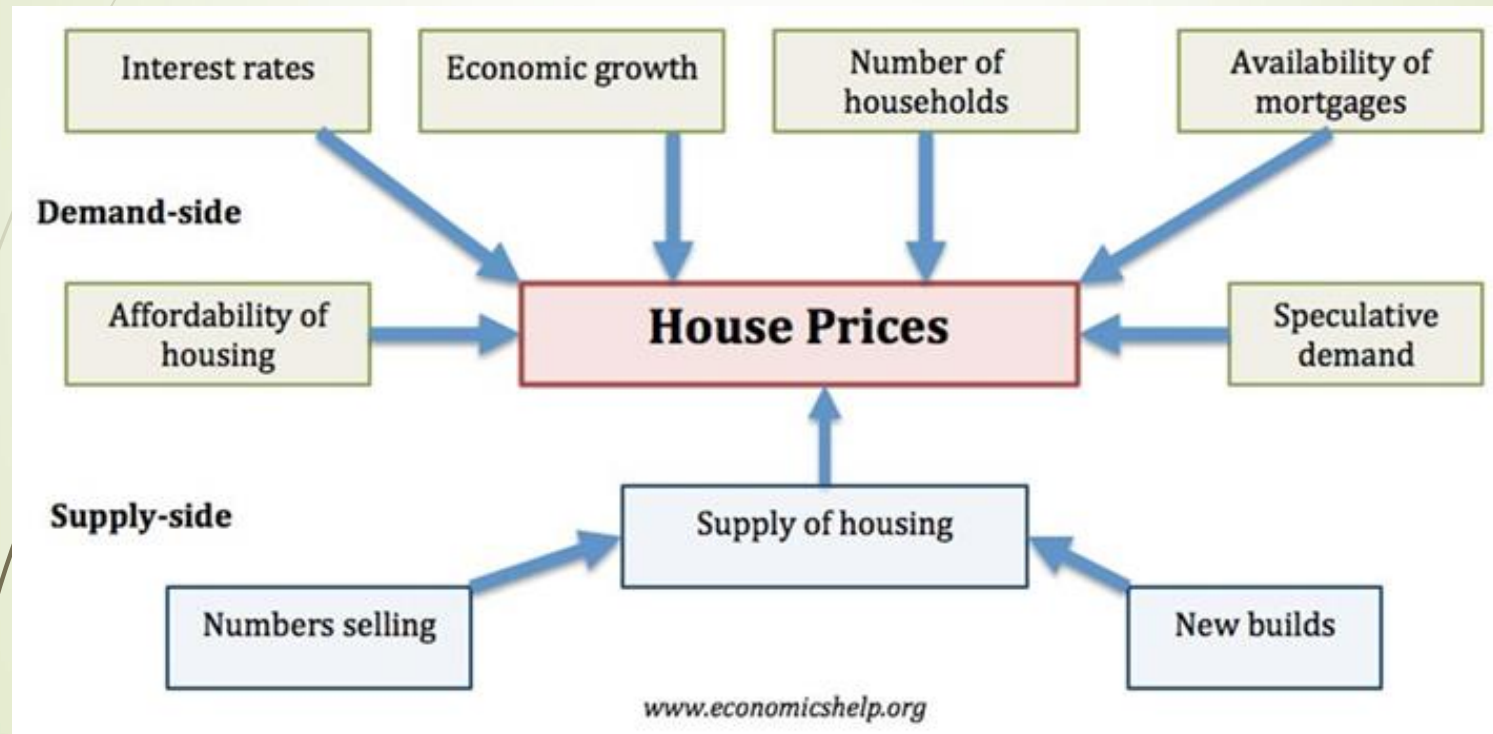 Interest rates
Economic growth
Number of
households
Availability of
mortgages
Demand-side
Affordability of
housing
House Prices
Speculative
demand
Supply-side
Supply of housing
Numbers selling
New builds
www.economicshelp.org